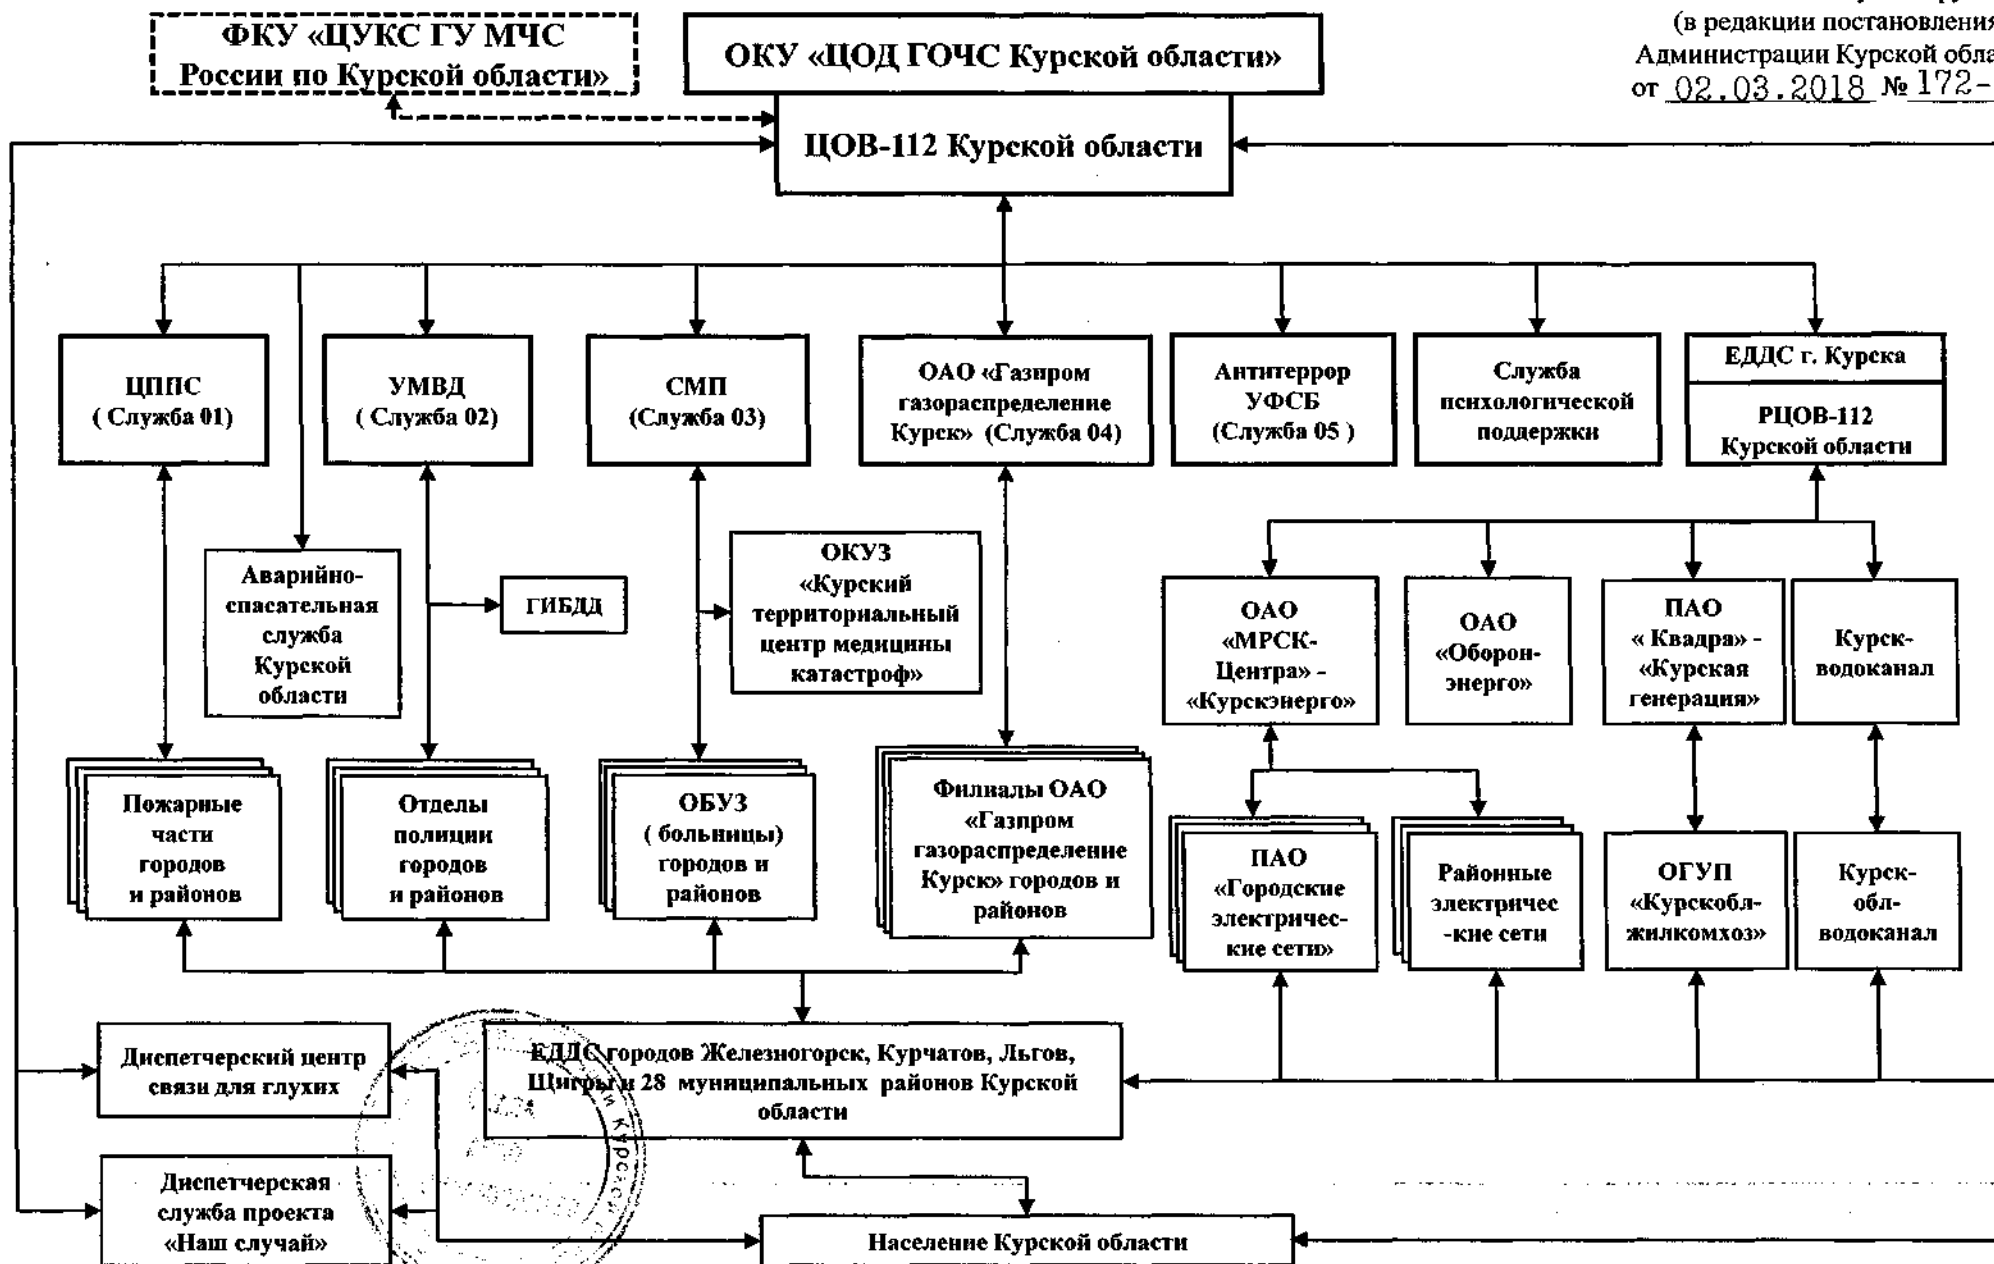 (в редакции постановления
Администрации Курской обла
от 02.03.2018 № 172-
ФКУ «ЦУКС ГУ МЧС
России по Курской области»
ОКУ «ЦОД ГОЧС Курской области»
ЦОВ-112 Курской области
ЦППС
( Служба 01)
УМВД
( Служба 02)
СМП
(Служба 03)
ОАО «Газпром
газораспределение
Курск» (Служба 04)
Антитеррор
УФСБ
(Служба 05 )
Служба
психологической
поддержки
ЕДДС г. Курска
РЦОВ-112
Курской области
Аварийно-
спасательная
служба
Курской
области
ГИБДД
ОКУЗ
«Курский
территориальный
центр медицины
катастроф»
ОАО
«МРСК-
Центра» -
«Курскэнерго»
ОАО
«Оборон-
энерго»
ПАО
« Квадра» -
«Курская
генерация»
Курск-
водоканал
Пожарные
части
городов
и районов
Отделы
полиции
городов
и районов
ОБУЗ
( больницы)
городов и
районов
Филиалы ОАО
«Газпром
газораспределение
Курск» городов и
районов
ПАО
«Городские
электричес-
кие сети»
Районные
электричес
-кие сети
ОГУП
«Курскобл-
жилкомхоз»
Курск-
обл-
водоканал
Диспетчерский центр
связи для глухих
ЕДДС городов Железногорск, Курчатов, Льгов,
Щигры и 28 муниципальных районов Курской
области
Диспетчерская
служба проекта
«Наш случай»
Население Курской области